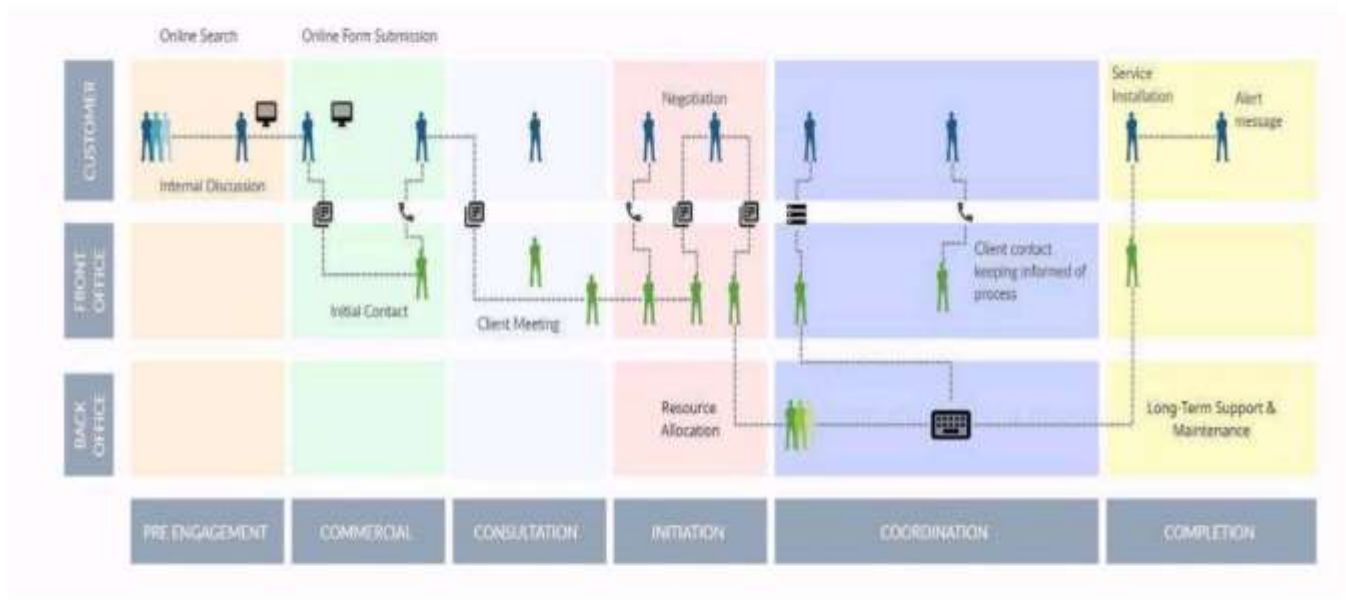 Online Search
Online Form Submission
CUSTOMER
Internal Discussion
Negotiation
Service
Installation
Alert
message
FRONT
OFFICE
Initial Contact
Client Meeting
Client contact
keeping informed of
process
BACK
OFFICE
Resource
Allocation
Long-Term Support &
Maintenance
PRE ENGAGEMENT
COMMERCIAL
CONSULTATION
INITIATION
COORDINATION
COMPLETION